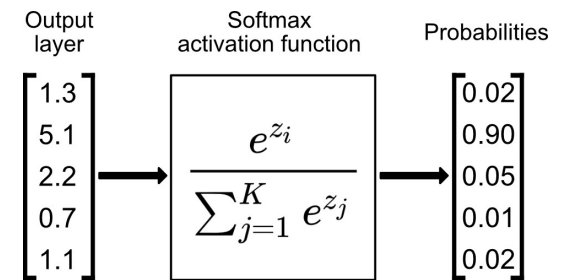 Output
layer
Softmax
activation function
Probabilities
1.3
5.1
2.2
0.7
1.1
e^{z_i}
∑_{j=1}^{K} e^{z_j}
0.02
0.90
0.05
0.01
0.02